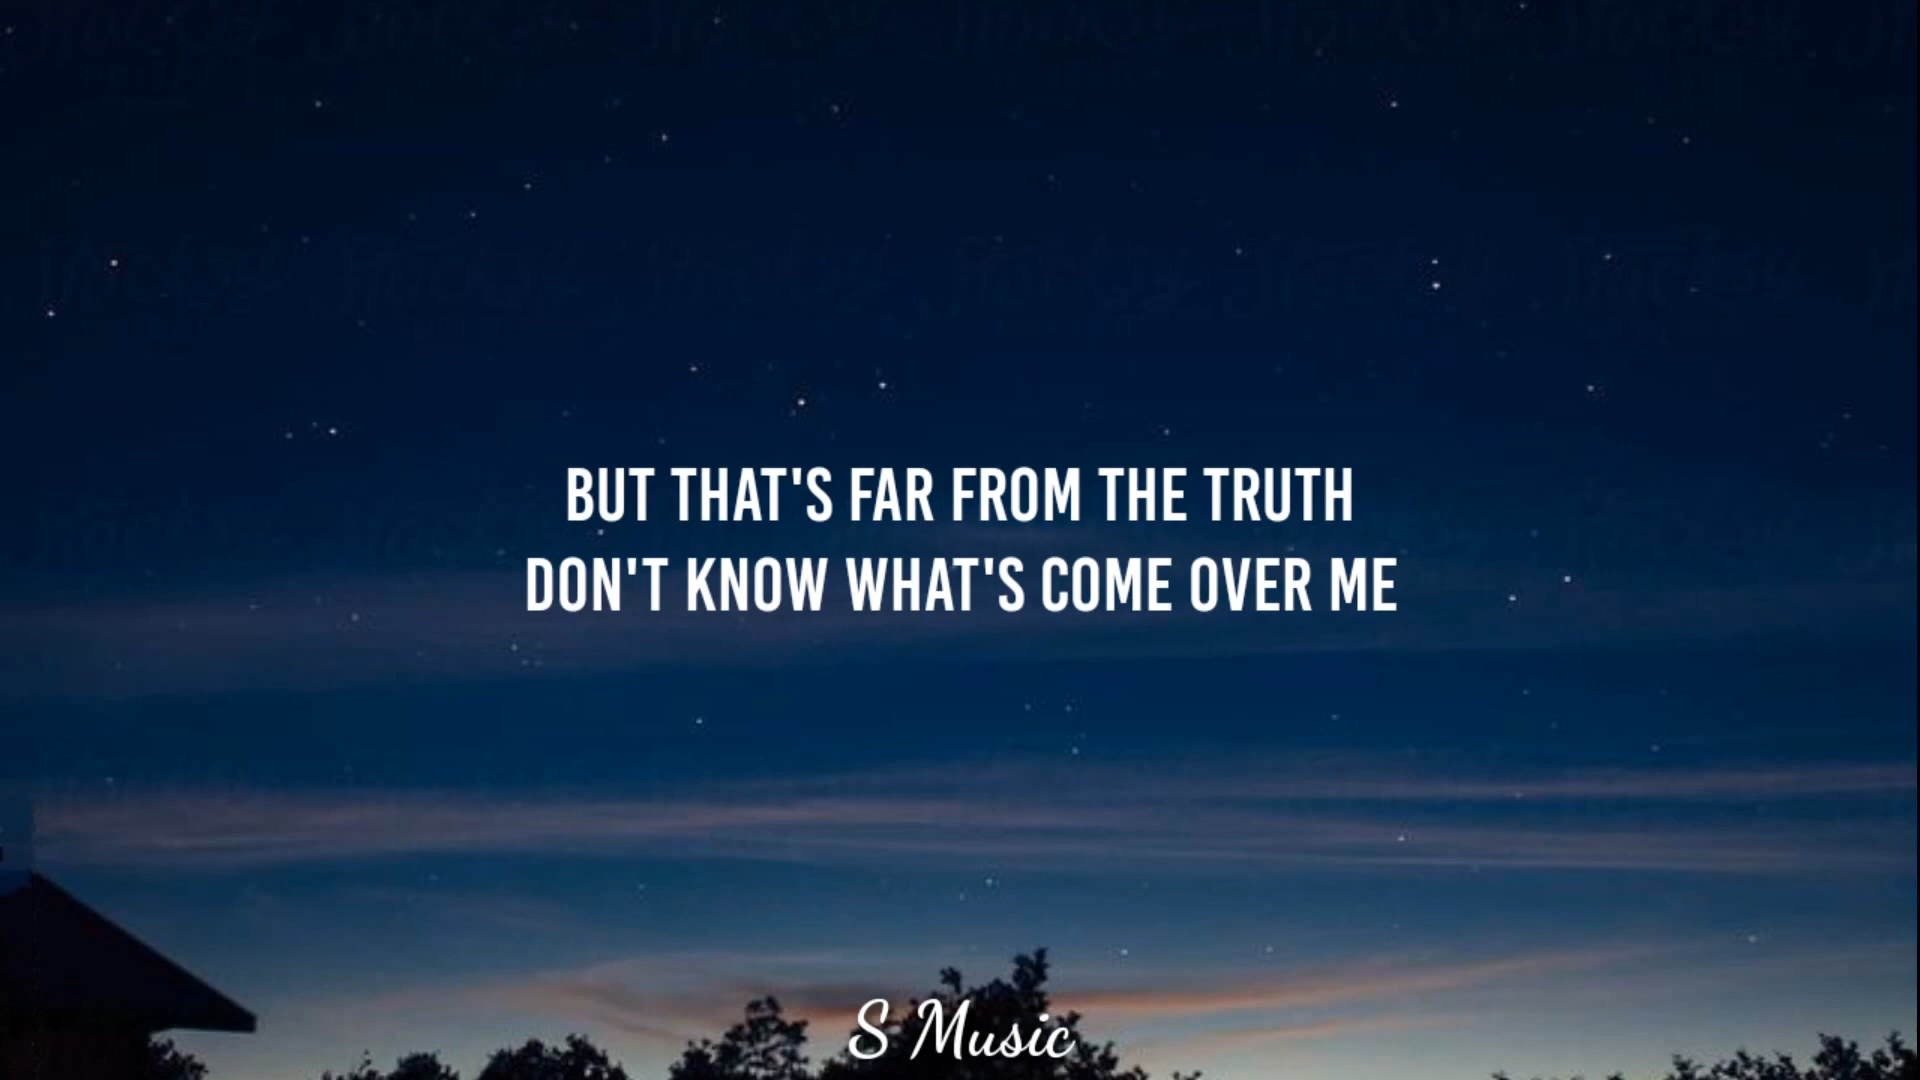 BUT THAT'S FAR FROM THE TRUTH
DON'T KNOW WHAT'S COME OVER ME
S Music